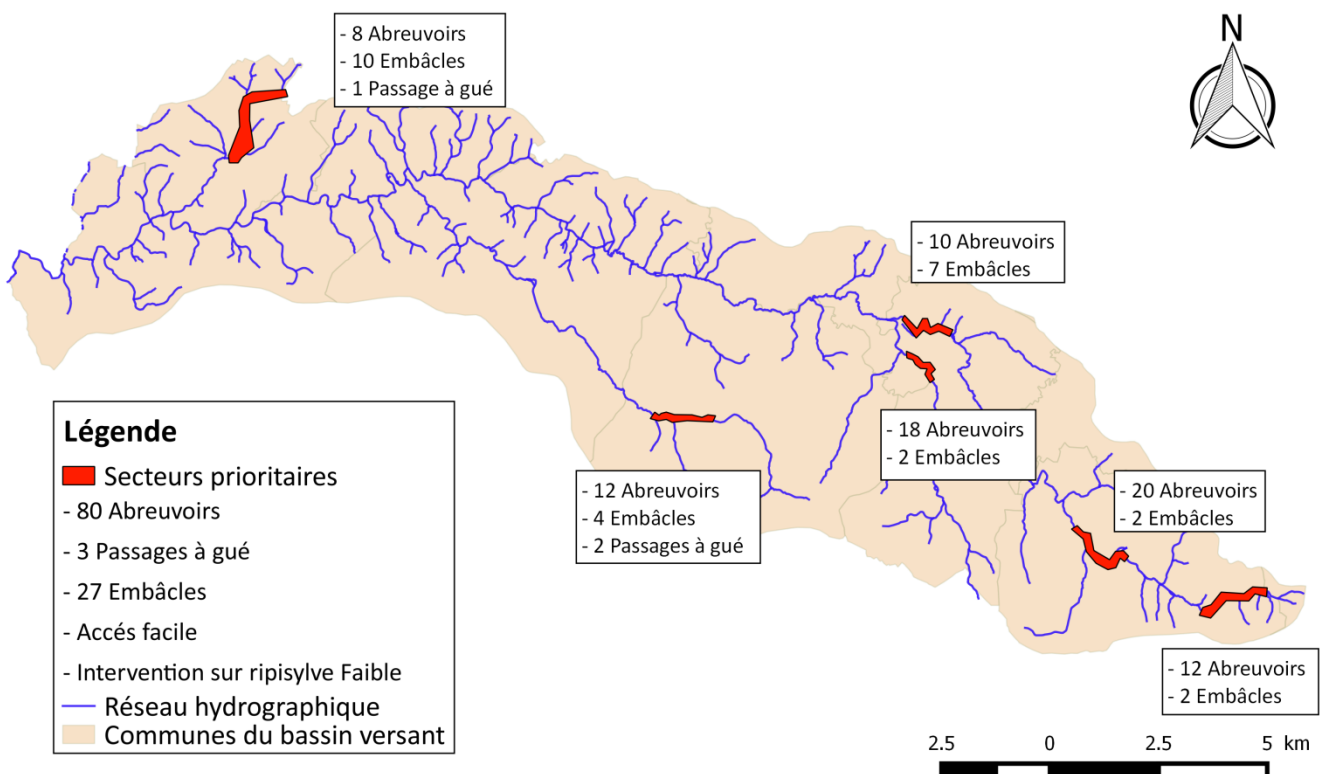 - 8 Abreuvoirs
- 10 Embâcles
- 1 Passage à gué
N
- 10 Abreuvoirs
- 7 Embâcles
- 18 Abreuvoirs
- 2 Embâcles
- 12 Abreuvoirs
- 4 Embâcles
- 2 Passages à gué
- 20 Abreuvoirs
- 2 Embâcles
- 12 Abreuvoirs
- 2 Embâcles
Légende
Secteurs prioritaires
- 80 Abreuvoirs
- 3 Passages à gué
- 27 Embâcles
- Accés facile
- Intervention sur ripisylve Faible
Réseau hydrographique
Communes du bassin versant
2.5 0 2.5 5 km